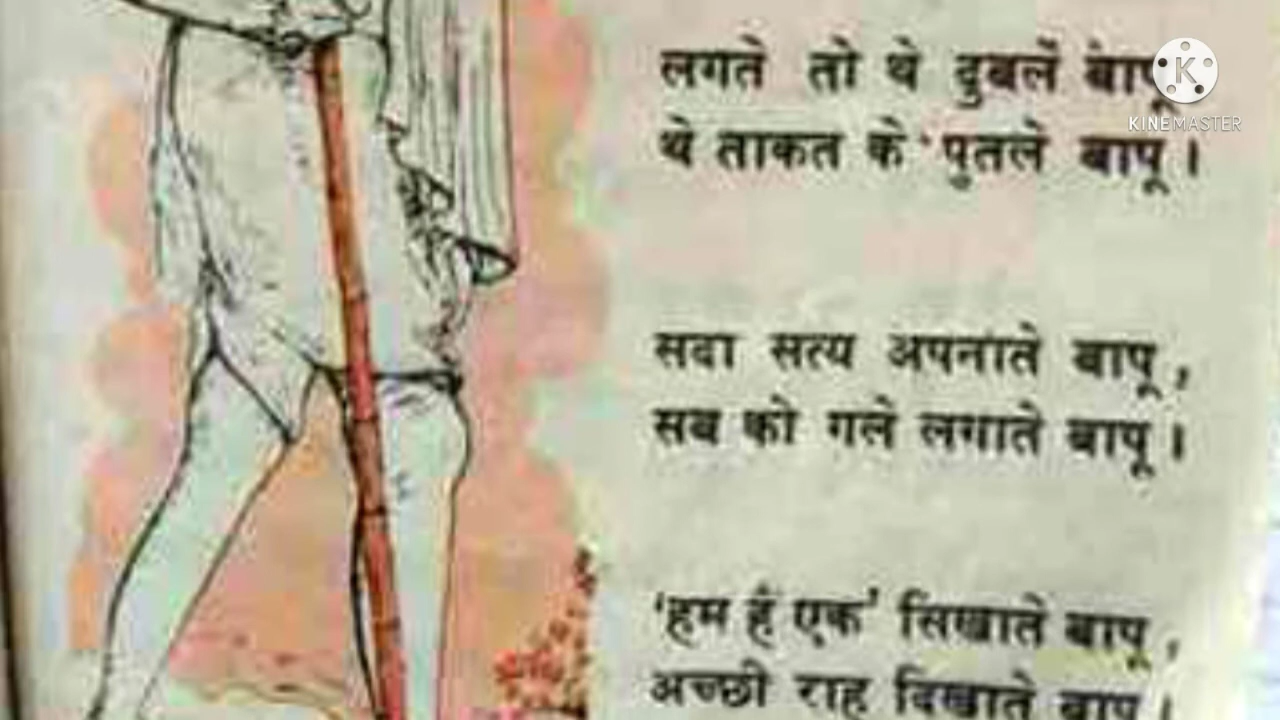 लगते तो थे दुबलें बापू
थे ताकत के पुतले बापू।
सदा सत्य अपनाते बापू,
सब को गले लगाते बापू।
'हम हैं एक' सिखाते बापू,
अच्छी राह दिखाते बापू।
K
KINEMASTER